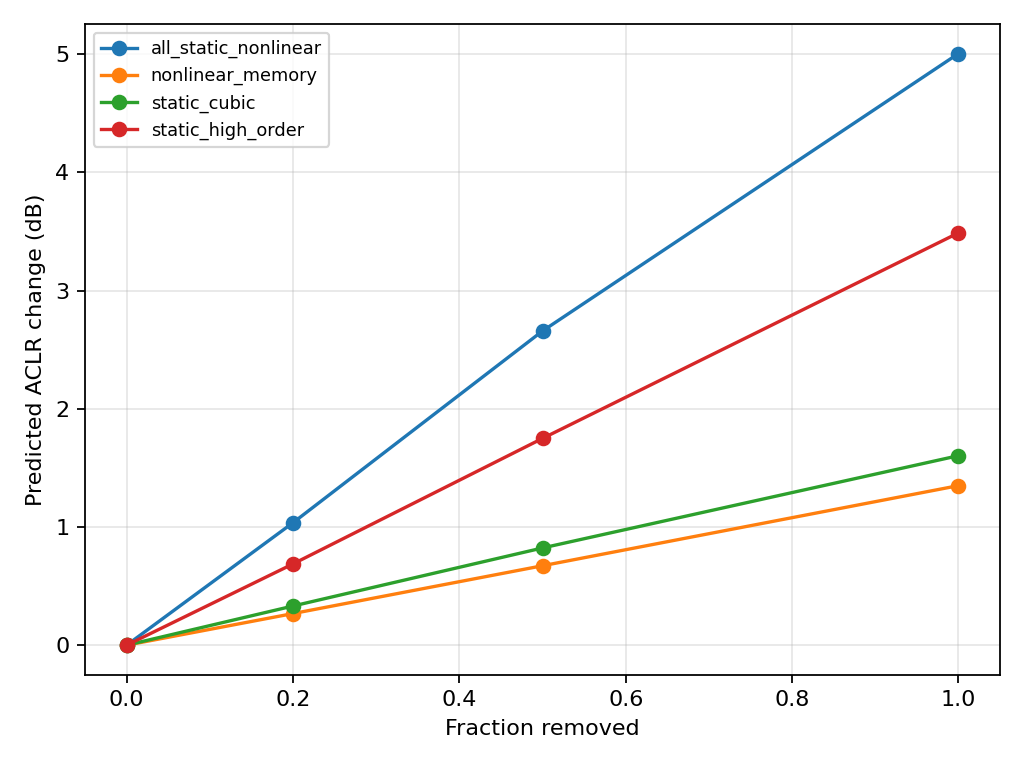 all_static_nonlinear
nonlinear_memory
static_cubic
static_high_order
5
4
3
2
1
0
Predicted ACLR change (dB)
0.0 0.2 0.4 0.6 0.8 1.0
Fraction removed